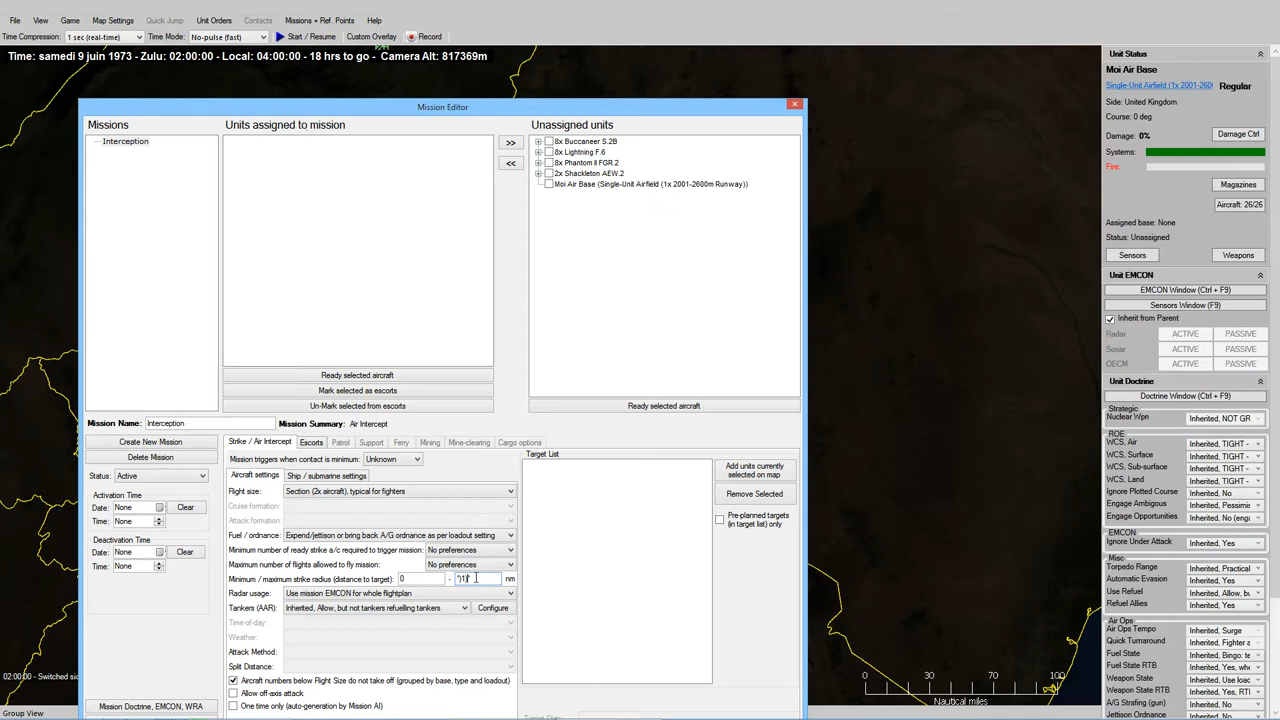 File View Game Map Settings Quick Jump Unit Orders Contacts Missions + Ref. Points Help
Time Compression: 1 sec (real-time) Time Mode: No-pulse (fast) Start / Resume Custom Overlay Record
Time: samedi 9 juin 1973 - Zulu: 02:00:00 - Local: 04:00:00 - 18 hrs to go - Camera Alt: 817369m
Mission Editor
Missions
Interception
Units assigned to mission
>>
<<
Unassigned units
8x Buccaneer S.2B
8x Lightning F.6
8x Phantom II FGR.2
2x Shackleton AEW.2
Moi Air Base (Single-Unit Airfield (1x 2001-2600m Runway))
Ready selected aircraft
Mark selected as escorts
Un-Mark selected from escorts
Ready selected aircraft
Mission Name: Interception Mission Summary: Air Intercept
Create New Mission
Delete Mission
Status: Active
Activation Time
Date: None Clear
Time: None
Deactivation Time
Date: None Clear
Time: None
Mission Doctrine, EMCON, WRA
Strike / Air Intercept Escorts Patrol Support Ferry Mining Mine-clearing Cargo options
Mission triggers when contact is minimum: Unknown
Aircraft settings Ship / submarine settings
Flight size: Section (2x aircraft), typical for fighters
Cruise formation:
Attack formation:
Fuel / ordnance: Expend/jettison or bring back A/G ordnance as per loadout setting
Minimum number of ready strike a/c required to trigger mission: No preferences
Maximum number of flights allowed to fly mission: No preferences
Minimum / maximum strike radius (distance to target): 0 - nm
Radar usage: Use mission EMCON for whole flightplan
Tankers (AAR): Inherited, Allow, but not tankers refuelling tankers Configure
Time-of-day:
Weather:
Attack Method:
Split Distance:
Aircraft numbers below Flight Size do not take off (grouped by base, type and loadout)
Allow off-axis attack
One time only (auto-generation by Mission AI)
Target List
Add units currently
selected on map
Remove Selected
Pre-planned targets
(in target list) only
Unit Status
Moi Air Base
Single-Unit Airfield (1x 2001-260 Regular
Side: United Kingdom
Course: 0 deg
Damage: 0% Damage Ctrl
Systems:
Fire:
Magazines
Aircraft: 26/26
Assigned base: None
Status: Unassigned
Sensors Weapons
Unit EMCON
EMCON Window (Ctrl + F9)
Sensors Window (F9)
Inherit from Parent
Radar ACTIVE PASSIVE
Sonar ACTIVE PASSIVE
OECM ACTIVE PASSIVE
Unit Doctrine
Doctrine Window (Ctrl + F9)
Strategic
Nuclear Wpn Inherited, NOT GR
ROE
WCS, Air Inherited, TIGHT -
WCS, Surface Inherited, TIGHT -
WCS, Sub-surface Inherited, TIGHT -
WCS, Land Inherited, TIGHT -
Ignore Plotted Course Inherited, No
Engage Ambiguous Inherited, Pessimis
Engage Opportunities Inherited, No (eng
EMCON
Ignore Under Attack Inherited, Yes
Misc
Torpedo Range Inherited, Practical
Automatic Evasion Inherited, Yes
Use Refuel Inherited, Allow, bu
Refuel Allies Inherited, Yes
Air Ops
Air Ops Tempo Inherited, Surge
Quick Turnaround Inherited, Fighter a
Fuel State Inherited, Bingo: te
Fuel State RTB Inherited, Yes, whe
Weapon State Inherited, Use load
Weapon State RTB Inherited, Yes, RTI
A/G Strafing (gun) Inherited, No
Jettison Ordnance Inherited, No
0 30 70 100
Nautical miles
Group View